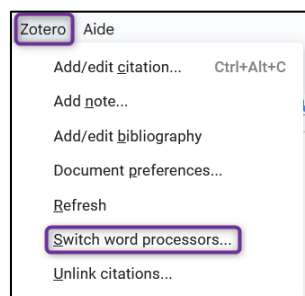 Zotero Aide
Add/edit citation... Ctrl+Alt+C
Add note...
Add/edit bibliography
Document preferences...
Refresh
Switch word processors...
Unlink citations...